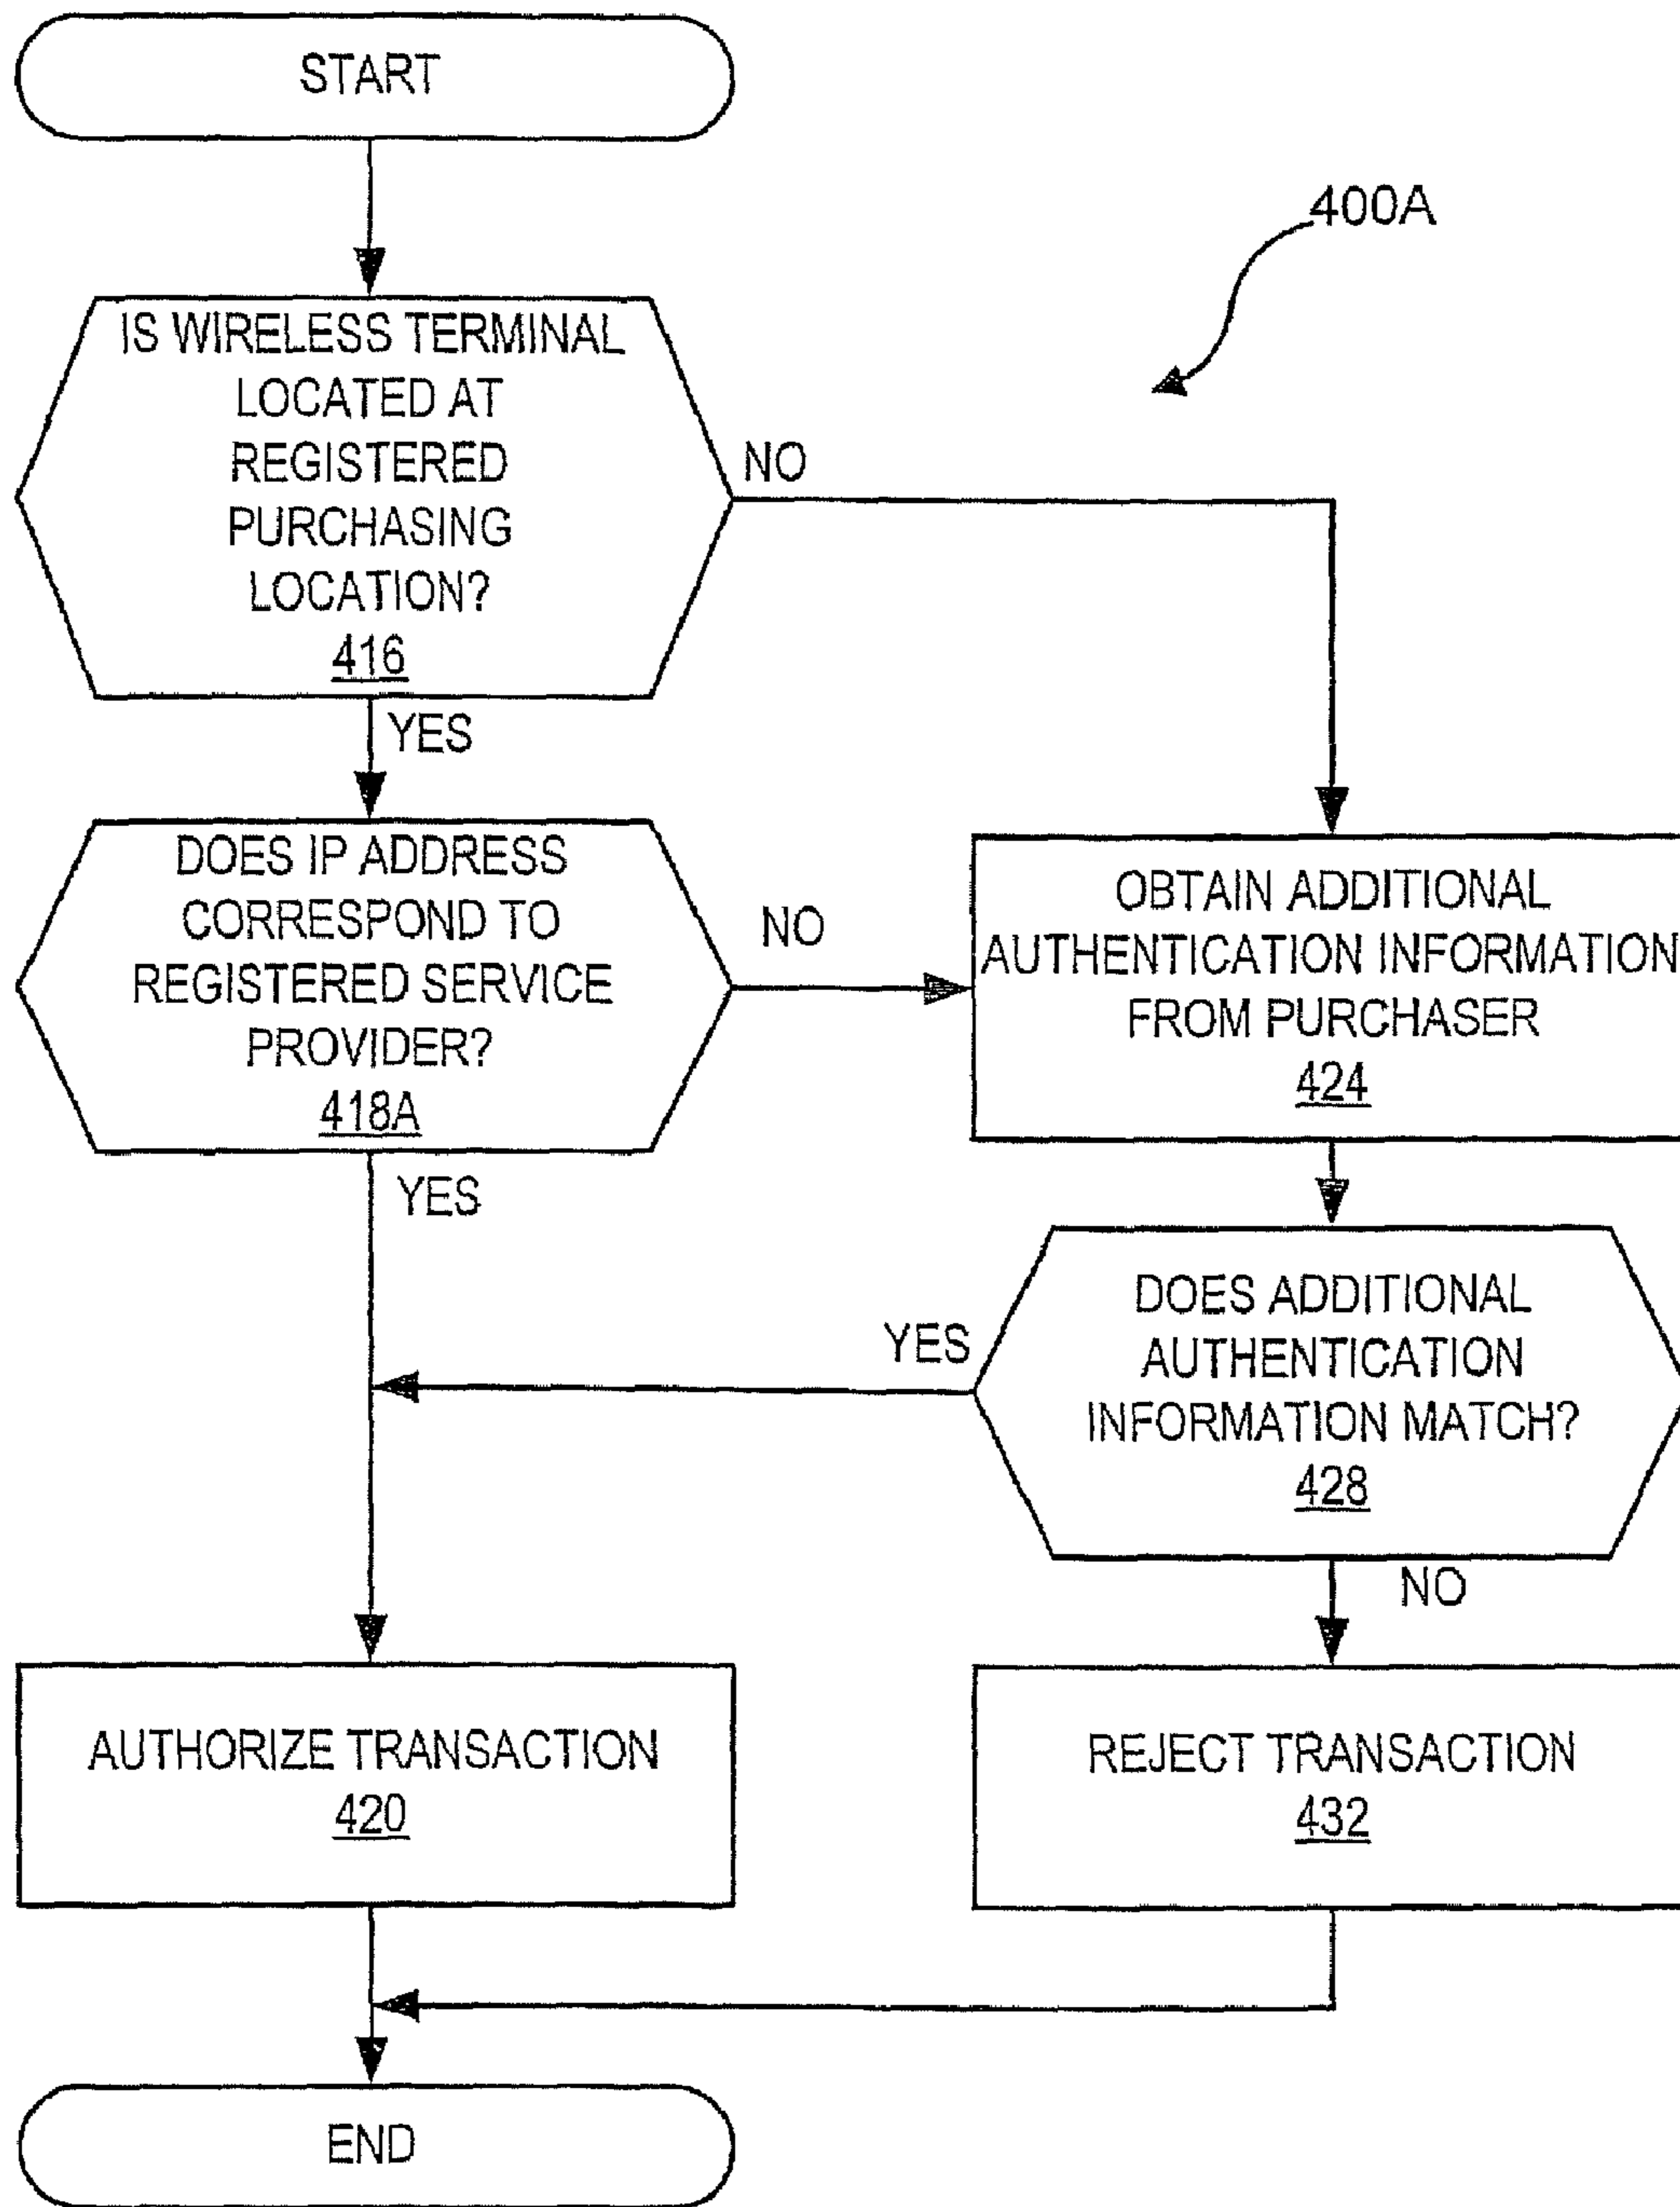 START
400A
IS WIRELESS TERMINAL
LOCATED AT
REGISTERED
PURCHASING
LOCATION?
416
NO
YES
DOES IP ADDRESS
CORRESPOND TO
REGISTERED SERVICE
PROVIDER?
418A
NO
YES
OBTAIN ADDITIONAL
AUTHENTICATION INFORMATION
FROM PURCHASER
424
DOES ADDITIONAL
AUTHENTICATION
INFORMATION MATCH?
428
YES
NO
AUTHORIZE TRANSACTION
420
REJECT TRANSACTION
432
END